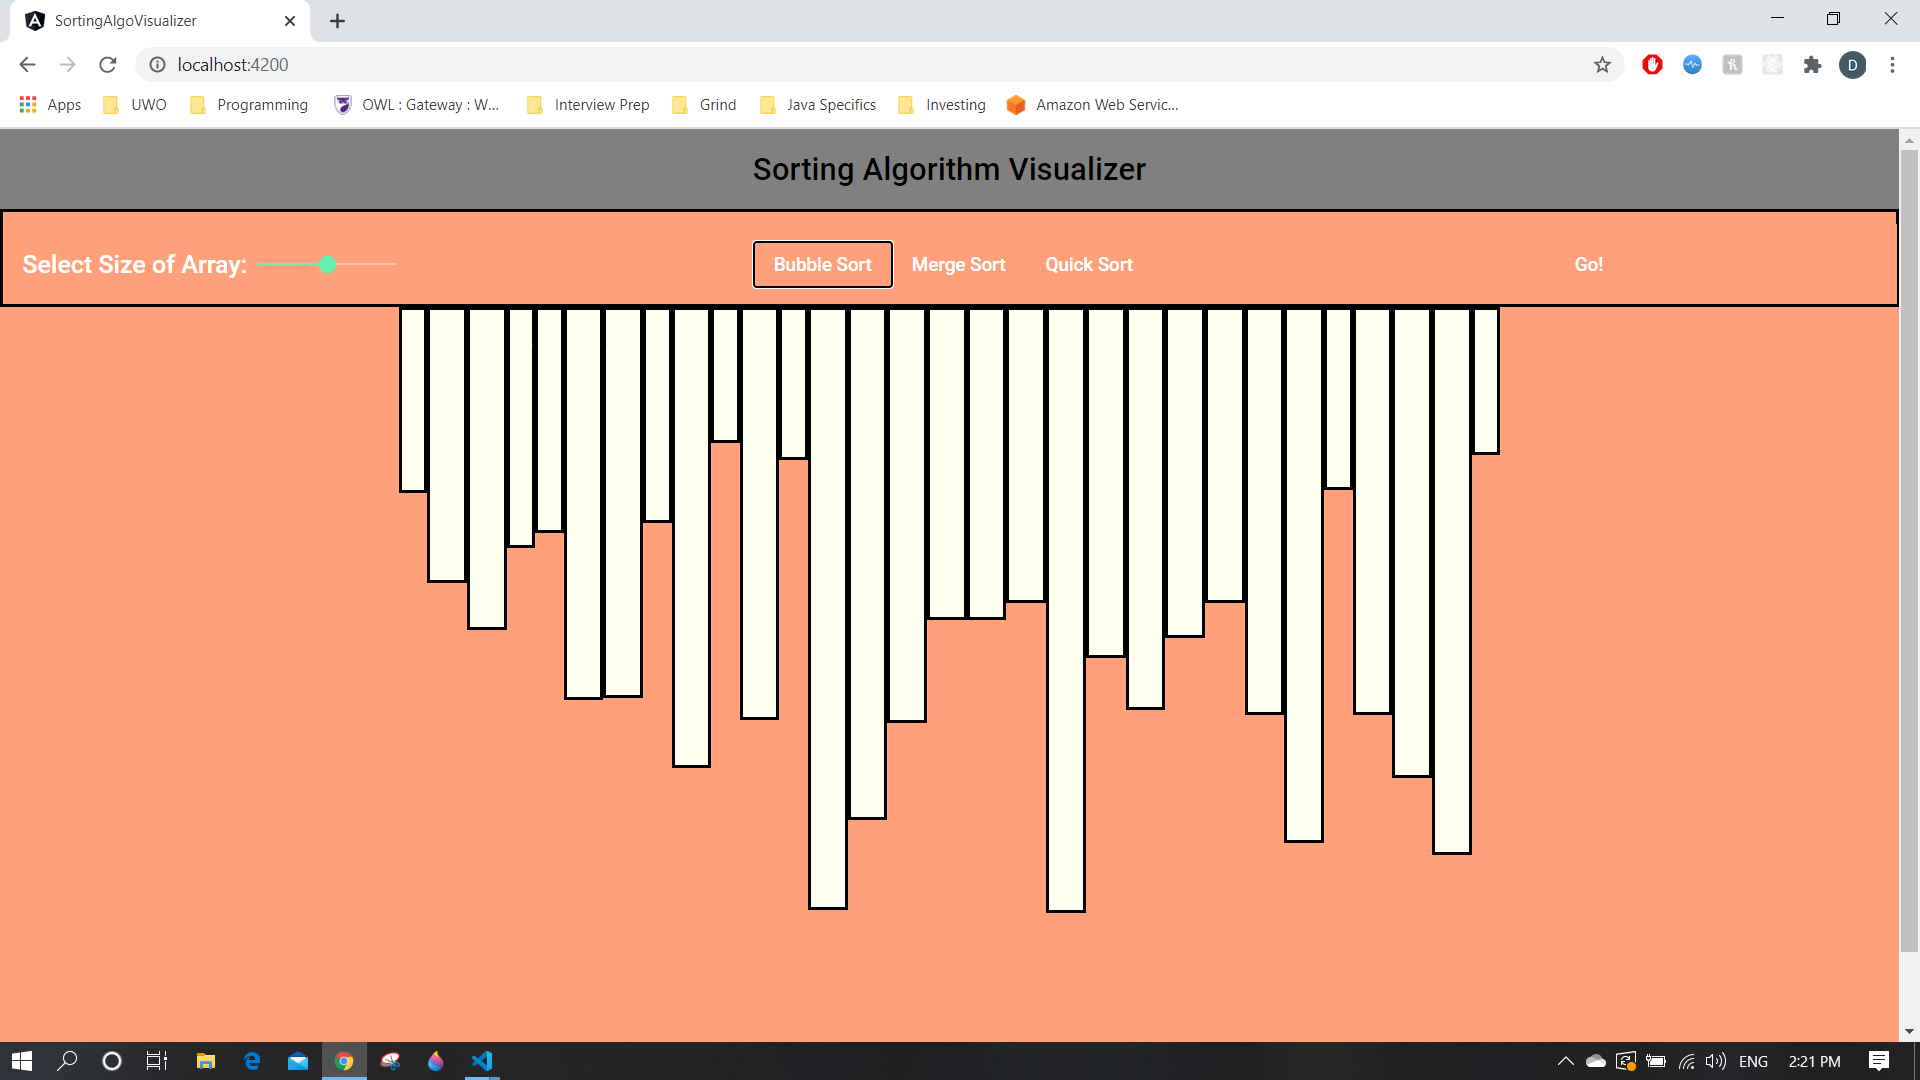 SortingAlgoVisualizer
localhost:4200
D
Apps UWO Programming OWL : Gateway : W... Interview Prep Grind Java Specifics Investing Amazon Web Servic...
Sorting Algorithm Visualizer
Select Size of Array: Bubble Sort Merge Sort Quick Sort Go!
ENG 2:21 PM